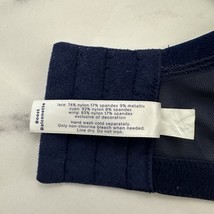 lace: 74% nylon 17% spandex 9% metallic
cups: 92% nylon 8% spandex
wing: 83% nylon 17% spandex
exclusive of decoration
hand wash cold separately.
Only non-chlorine bleach when needed.
Line dry. Do not iron.